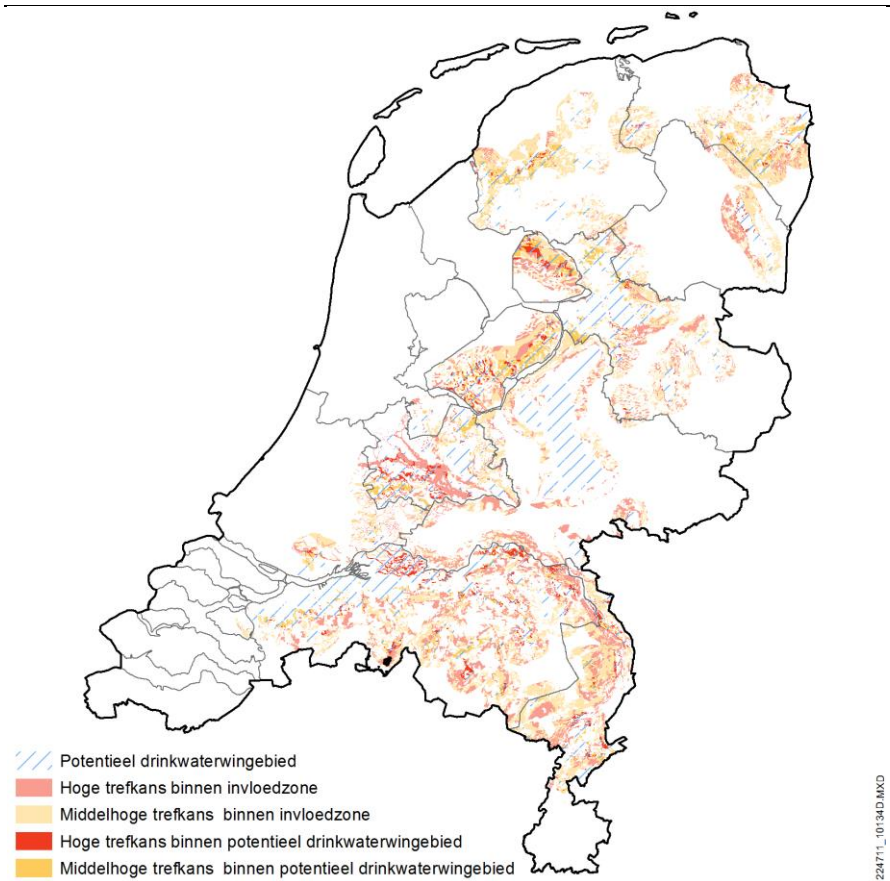 Potentieel drinkwaterwingebied
Hoge trefkans binnen invloedzone
Middelhoge trefkans binnen invloedzone
Hoge trefkans binnen potentieel drinkwaterwingebied
Middelhoge trefkans binnen potentieel drinkwaterwingebied
224711_10134D.MXD